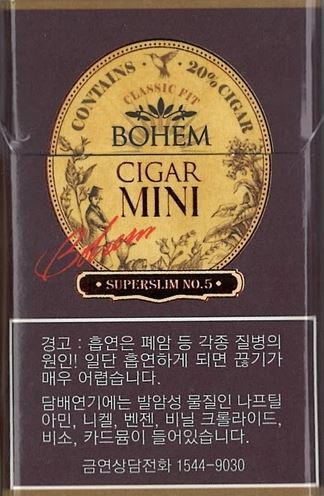 CONTAINS · 20% CIGAR
CLASSIC PIT
BOHEM
CIGAR
MINI
Bohem
· SUPERSLIM NO.5 ·
경고 : 흡연은 폐암 등 각종 질병의
원인! 일단 흡연하게 되면 끊기가
매우 어렵습니다.
담배연기에는 발암성 물질인 나프틸
아민, 니켈, 벤젠, 비닐 크롤라이드,
비소, 카드뮴이 들어있습니다.
금연상담전화 1544-9030